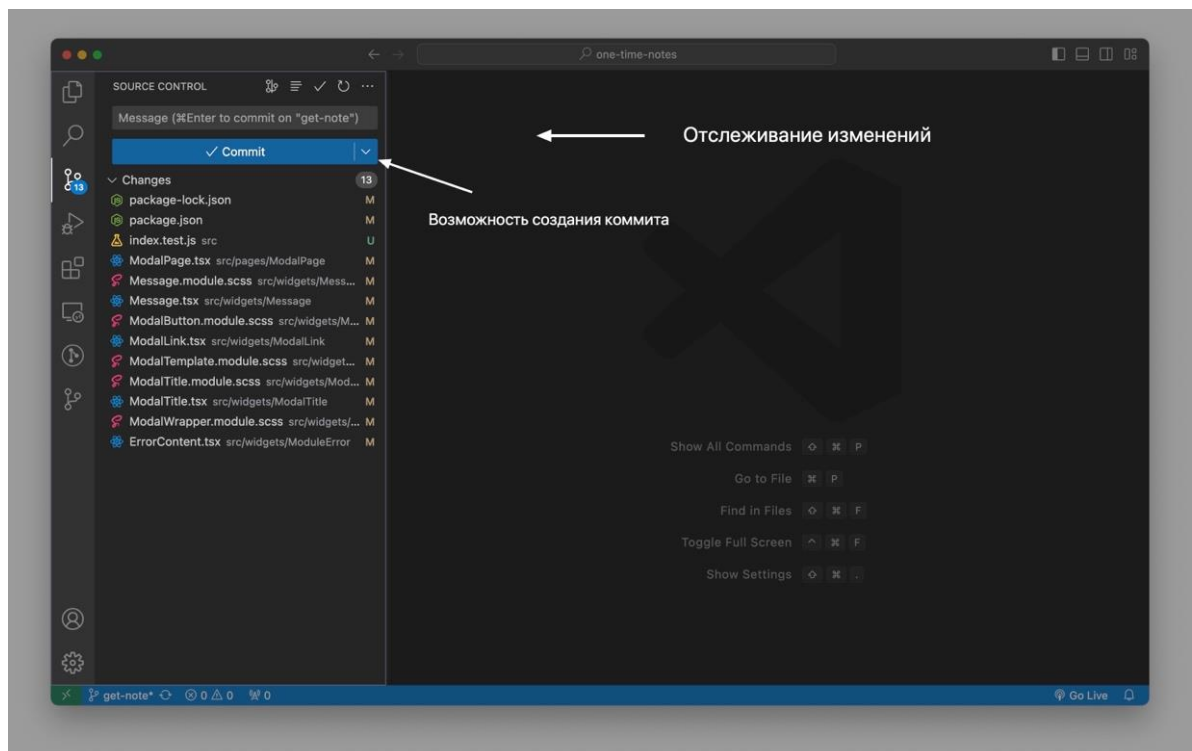 one-time-notes
SOURCE CONTROL
Message (⌘Enter to commit on "get-note")
Отслеживание изменений
Commit
13
Changes 13
package-lock.json M
package.json M
Возможность создания коммита
index.test.js src U
ModalPage.tsx src/pages/ModalPage M
Message.module.scss src/widgets/Mess... M
Message.tsx src/widgets/Message M
ModalButton.module.scss src/widgets/M... M
ModalLink.tsx src/widgets/ModalLink M
ModalTemplate.module.scss src/widget... M
ModalTitle.module.scss src/widgets/Mod... M
ModalTitle.tsx src/widgets/ModalTitle M
ModalWrapper.module.scss src/widgets/... M
ErrorContent.tsx src/widgets/ModuleError M
Show All Commands ⇧ ⌘ P
Go to File ⌘ P
Find in Files ⇧ ⌘ F
Toggle Full Screen ^ ⌘ F
Show Settings ⇧ ⌘ .
get-note* 0 0 0 Go Live